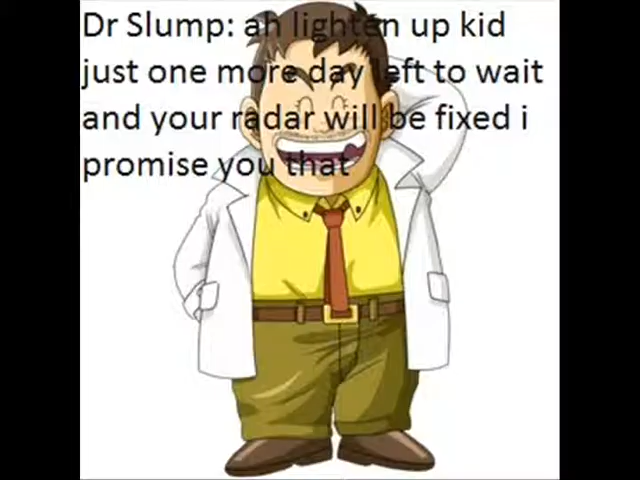 Dr Slump: ah lighten up kid
just one more day left to wait
and your radar will be fixed i
promise you that